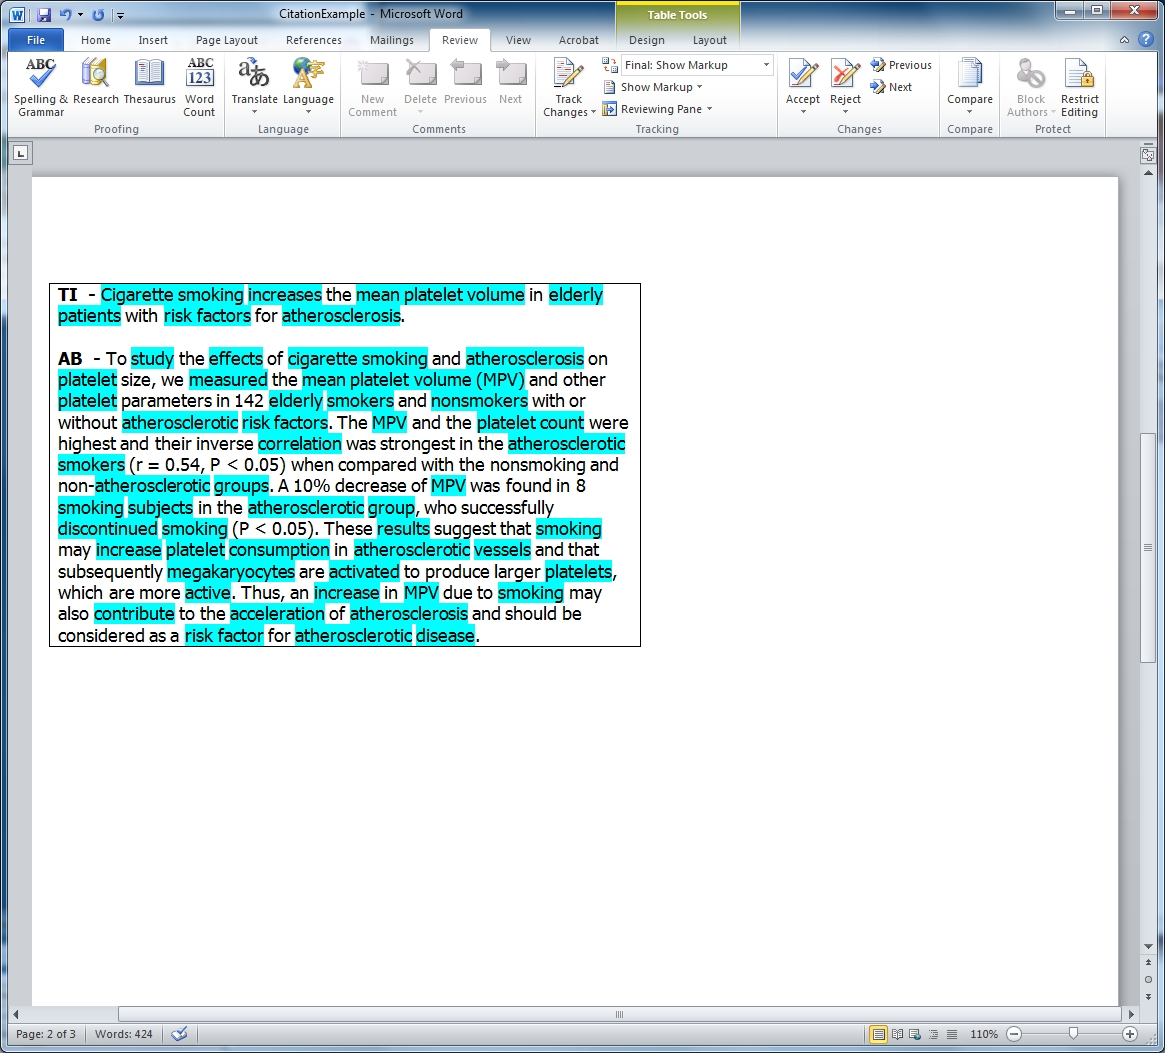 CitationExample - Microsoft Word
Table Tools
File Home Insert Page Layout References Mailings Review View Acrobat Design Layout
ABC
Spelling & Grammar
Research
Thesaurus
ABC
123
Word Count
Proofing
Translate
Language
Language
New Comment
Delete
Previous
Next
Comments
Track Changes
Final: Show Markup
Show Markup
Reviewing Pane
Tracking
Accept
Reject
Previous
Next
Changes
Compare
Compare
Block Authors
Restrict Editing
Protect
TI - Cigarette smoking increases the mean platelet volume in elderly
patients with risk factors for atherosclerosis.
AB - To study the effects of cigarette smoking and atherosclerosis on
platelet size, we measured the mean platelet volume (MPV) and other
platelet parameters in 142 elderly smokers and nonsmokers with or
without atherosclerotic risk factors. The MPV and the platelet count were
highest and their inverse correlation was strongest in the atherosclerotic
smokers (r = 0.54, P < 0.05) when compared with the nonsmoking and
non-atherosclerotic groups. A 10% decrease of MPV was found in 8
smoking subjects in the atherosclerotic group, who successfully
discontinued smoking (P < 0.05). These results suggest that smoking
may increase platelet consumption in atherosclerotic vessels and that
subsequently megakaryocytes are activated to produce larger platelets,
which are more active. Thus, an increase in MPV due to smoking may
also contribute to the acceleration of atherosclerosis and should be
considered as a risk factor for atherosclerotic disease.
Page: 2 of 3 Words: 424 110%